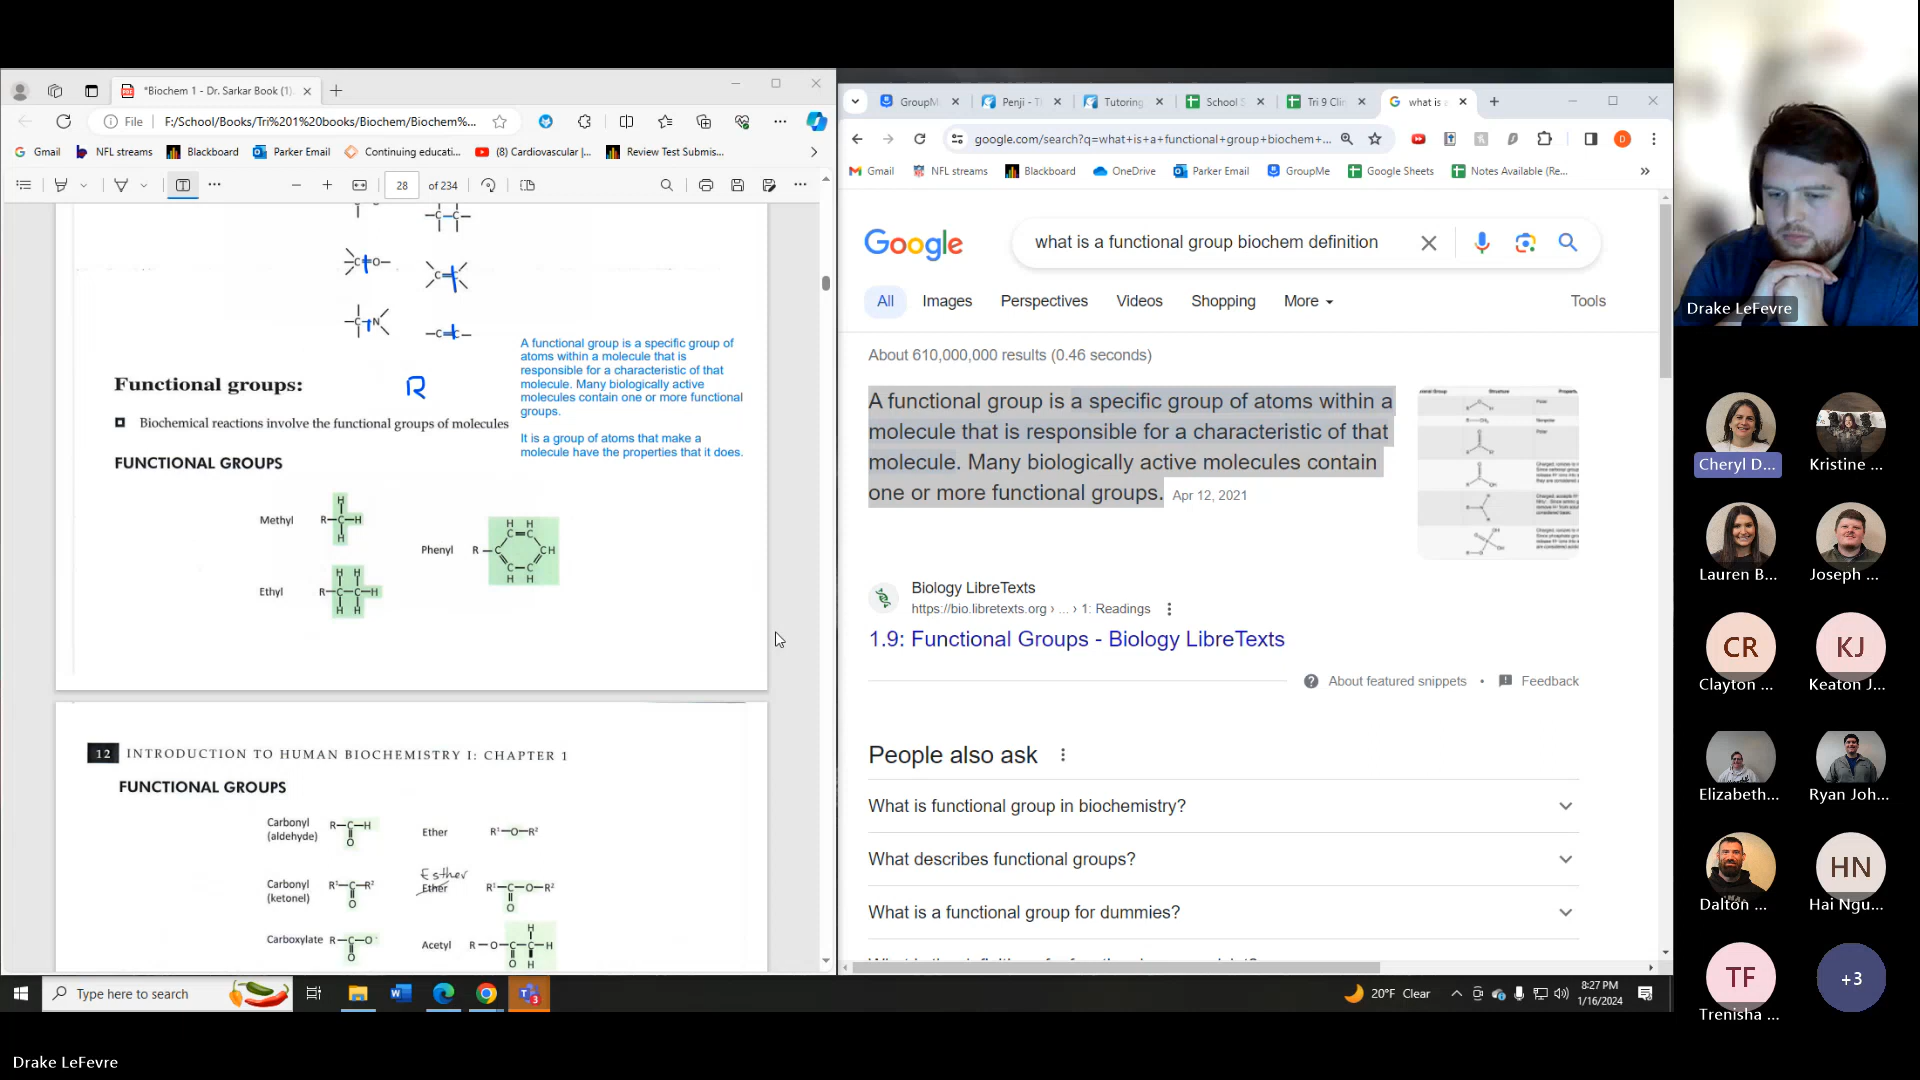 *Biochem 1 - Dr. Sarkar Book (1).
File
F:/School/Books/Tri%201%20books/Biochem/Biochem%...
Gmail
NFL streams
Blackboard
Parker Email
Continuing educati...
(8) Cardiovascular |...
Review Test Submis...
28 of 234
Functional groups:
R
Biochemical reactions involve the functional groups of molecules
A functional group is a specific group of
atoms within a molecule that is
responsible for a characteristic of that
molecule. Many biologically active
molecules contain one or more functional
groups.
It is a group of atoms that make a
molecule have the properties that it does.
FUNCTIONAL GROUPS
Methyl
Phenyl
Ethyl
12 INTRODUCTION TO HUMAN BIOCHEMISTRY I: CHAPTER 1
FUNCTIONAL GROUPS
Carbonyl
(aldehyde)
Ether
R¹—O—R²
Esther
Carbonyl
(ketonel)
Ether
Carboxylate
Acetyl
GroupM
Penji - T
Tutoring
School S
Tri 9 Clin
what is a
google.com/search?q=what+is+a+functional+group+biochem+...
Gmail
NFL streams
Blackboard
OneDrive
Parker Email
GroupMe
Google Sheets
Notes Available (Re...
Google
what is a functional group biochem definition
All
Images
Perspectives
Videos
Shopping
More
Tools
About 610,000,000 results (0.46 seconds)
A functional group is a specific group of atoms within a
molecule that is responsible for a characteristic of that
molecule. Many biologically active molecules contain
one or more functional groups. Apr 12, 2021
Biology LibreTexts
https://bio.libretexts.org › ... › 1: Readings
1.9: Functional Groups - Biology LibreTexts
About featured snippets • Feedback
People also ask
What is functional group in biochemistry?
What describes functional groups?
What is a functional group for dummies?
Type here to search
20°F Clear
8:27 PM
1/16/2024
Drake LeFevre
Cheryl D...
Kristine ...
Lauren B...
Joseph ...
CR
KJ
Clayton ...
Keaton J...
Elizabeth...
Ryan Joh...
HN
Dalton ...
Hai Ngu...
TF
+3
Trenisha ...
Drake LeFevre